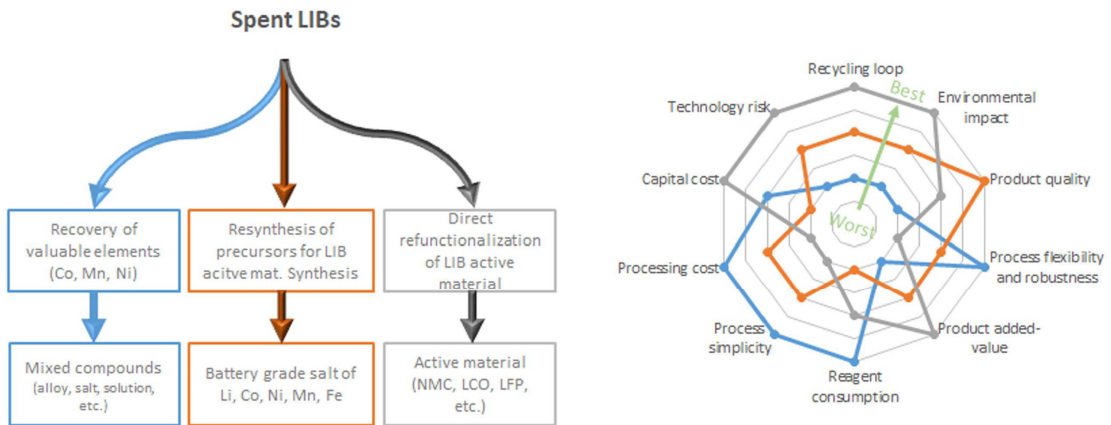 Spent LIBs
Recovery of
valuable elements
(Co, Mn, Ni)
Resynthesis of
precursors for LIB
acitve mat. Synthesis
Direct
refunctionalization
of LIB active
material
Mixed compounds
(alloy, salt, solution,
etc.)
Battery grade salt of
Li, Co, Ni, Mn, Fe
Active material
(NMC, LCO, LFP,
etc.)
Recycling loop
Best
Environmental
impact
Technology risk
Capital cost
Product quality
Worst
Processing cost
Process flexibility
and robustness
Process
simplicity
Product added-
value
Reagent
consumption